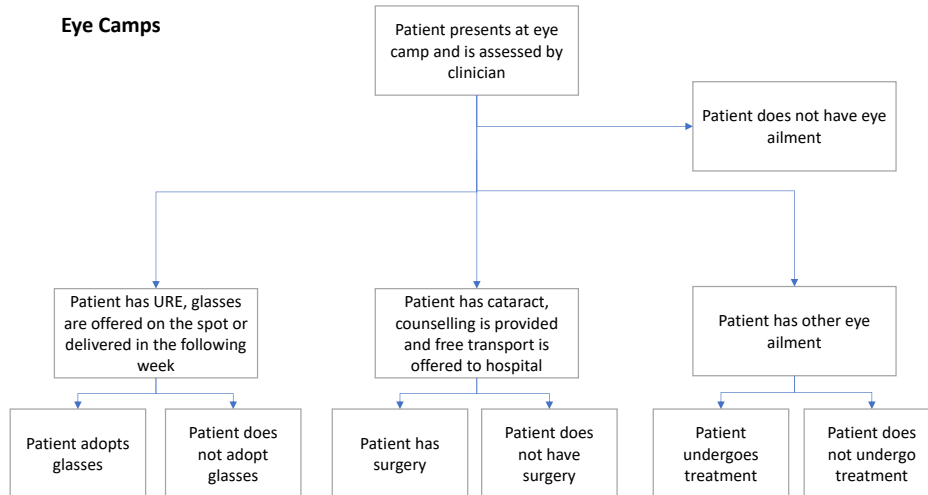 Eye Camps
Patient presents at eye
camp and is assessed by
clinician
Patient does not have eye
ailment
Patient has URE, glasses
are offered on the spot or
delivered in the following
week
Patient has cataract,
counselling is provided
and free transport is
offered to hospital
Patient has other eye
ailment
Patient adopts
glasses
Patient does
not adopt
glasses
Patient has
surgery
Patient does
not have
surgery
Patient
undergoes
treatment
Patient does
not undergo
treatment